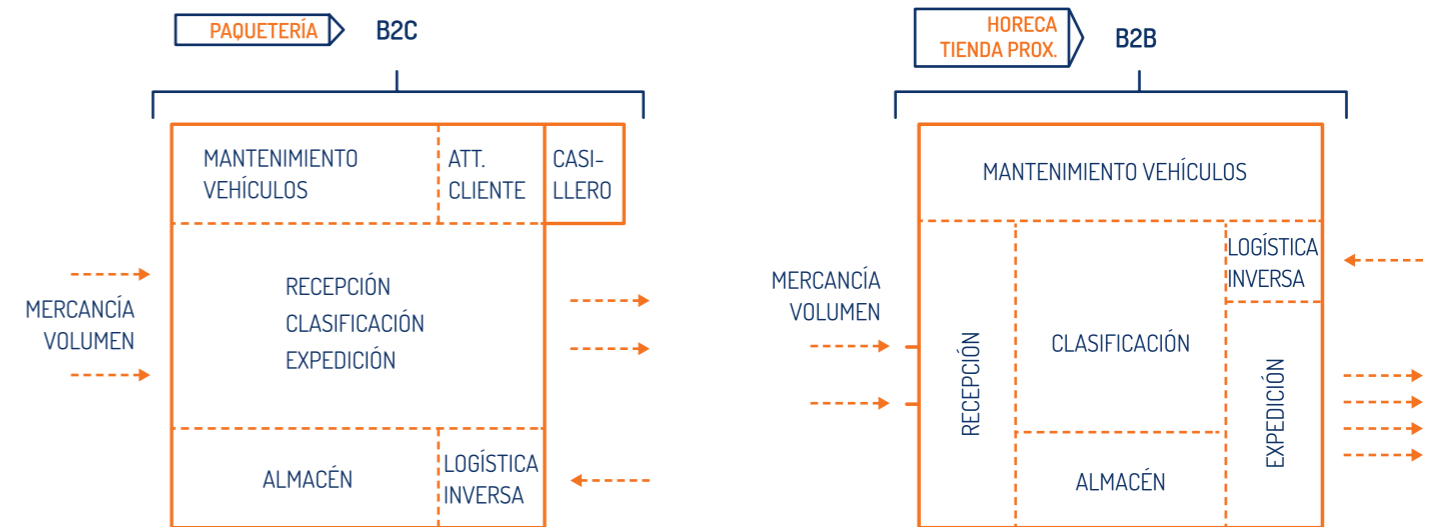 PAQUETERÍA
B2C
MANTENIMIENTO
VEHÍCULOS
ATT.
CLIENTE
CASI-
LLERO
MERCANCÍA
VOLUMEN
RECEPCIÓN
CLASIFICACIÓN
EXPEDICIÓN
ALMACÉN
LOGÍSTICA
INVERSA
HORECA
TIENDA PROX.
B2B
MANTENIMIENTO VEHÍCULOS
MERCANCÍA
VOLUMEN
RECEPCIÓN
CLASIFICACIÓN
LOGÍSTICA
INVERSA
EXPEDICIÓN
ALMACÉN